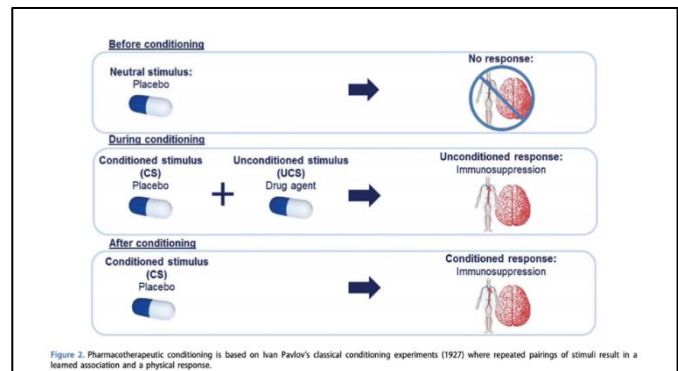 Before conditioning
Neutral stimulus:
Placebo
No response:
During conditioning
Conditioned stimulus
(CS)
Placebo
+
Unconditioned stimulus
(UCS)
Drug agent
Unconditioned response:
Immunosuppression
After conditioning
Conditioned stimulus
(CS)
Placebo
Conditioned response:
Immunosuppression
Figure 2. Pharmacotherapeutic conditioning is based on Ivan Pavlov's classical conditioning experiments (1927) where repeated pairings of stimuli result in a
learned association and a physical response.